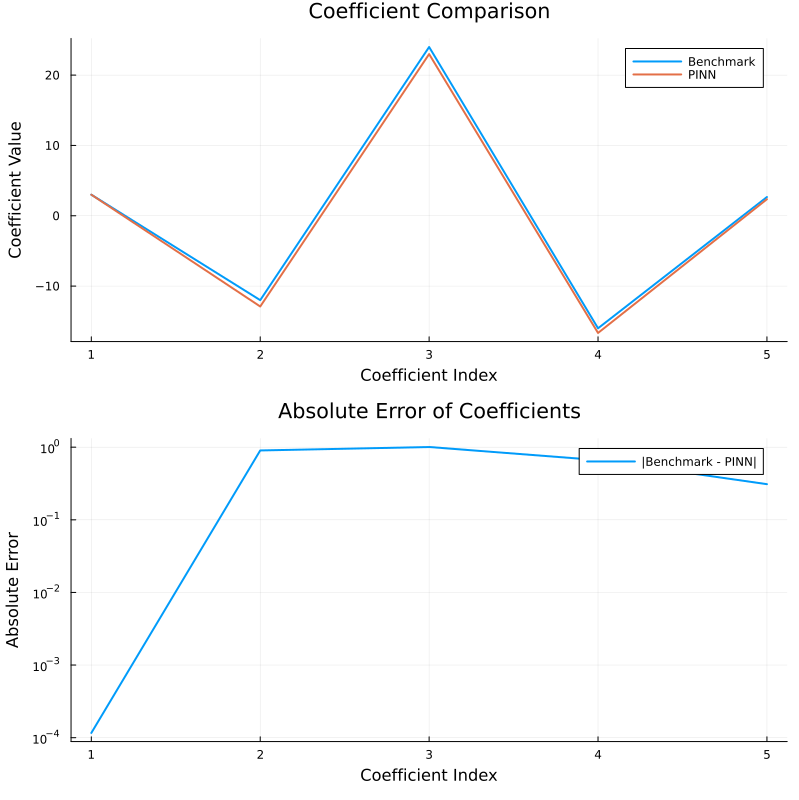 Coefficient Comparison
Coefficient Value
20
10
0
−10
Benchmark
PINN
1 2 3 4 5
Coefficient Index
Absolute Error of Coefficients
Absolute Error
10⁰
10⁻¹
10⁻²
10⁻³
10⁻⁴
|Benchmark - PINN|
1 2 3 4 5
Coefficient Index